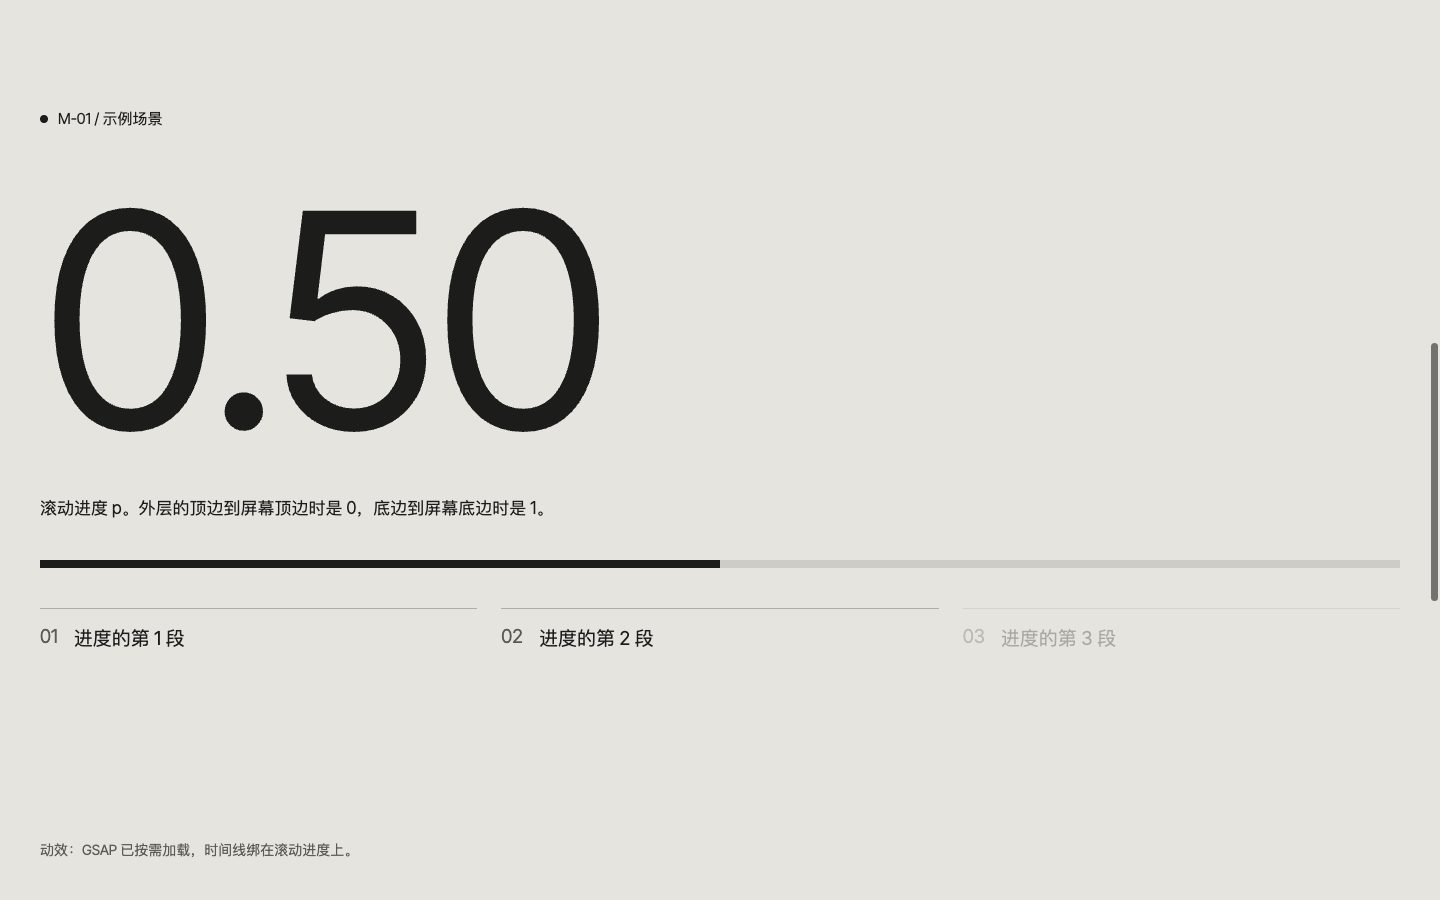 M-01 / 示例场景
0.50
滚动进度 p。外层的顶边到屏幕顶边时是 0，底边到屏幕底边时是 1。
01 进度的第 1 段
02 进度的第 2 段
03 进度的第 3 段
动效：GSAP 已按需加载，时间线绑在滚动进度上。